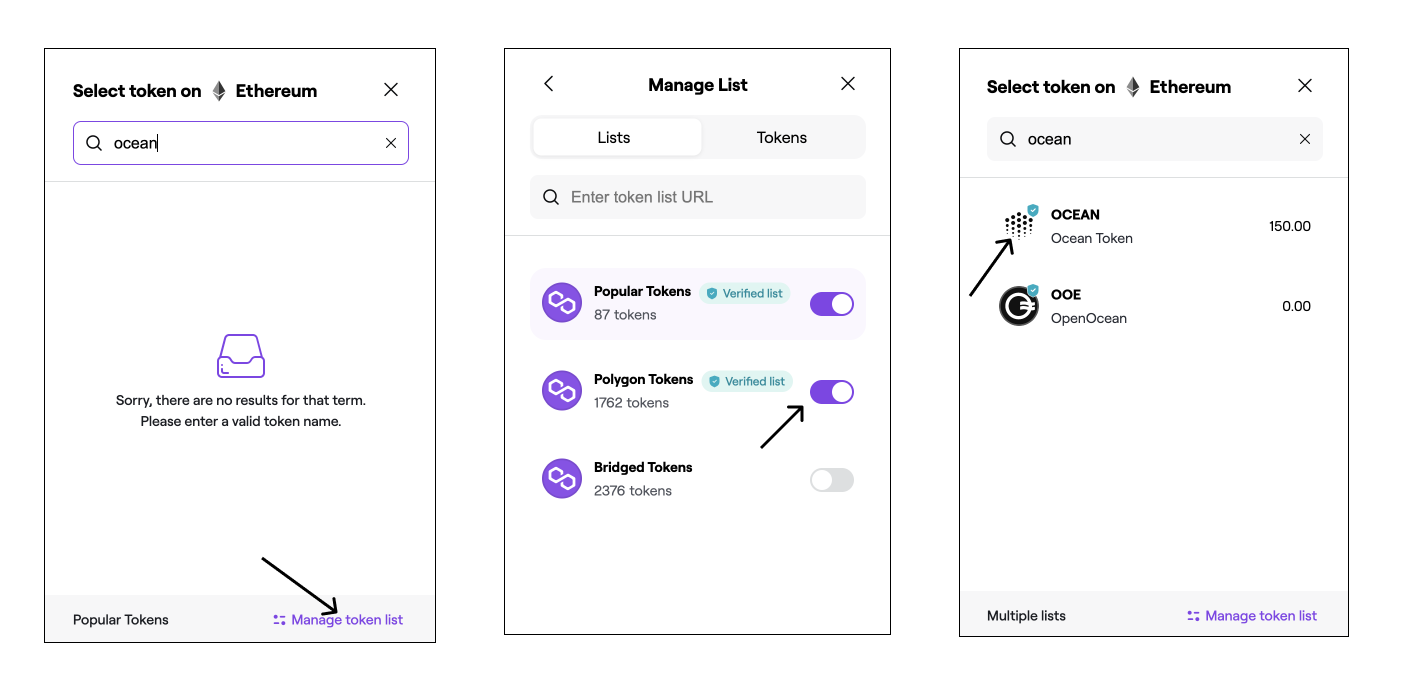 Select token on Ethereum
ocean
Sorry, there are no results for that term.
Please enter a valid token name.
Popular Tokens
Manage token list
Manage List
Lists
Tokens
Enter token list URL
Popular Tokens
Verified list
87 tokens
Polygon Tokens
Verified list
1762 tokens
Bridged Tokens
2376 tokens
Select token on Ethereum
ocean
OCEAN
Ocean Token
150.00
OOE
OpenOcean
0.00
Multiple lists
Manage token list